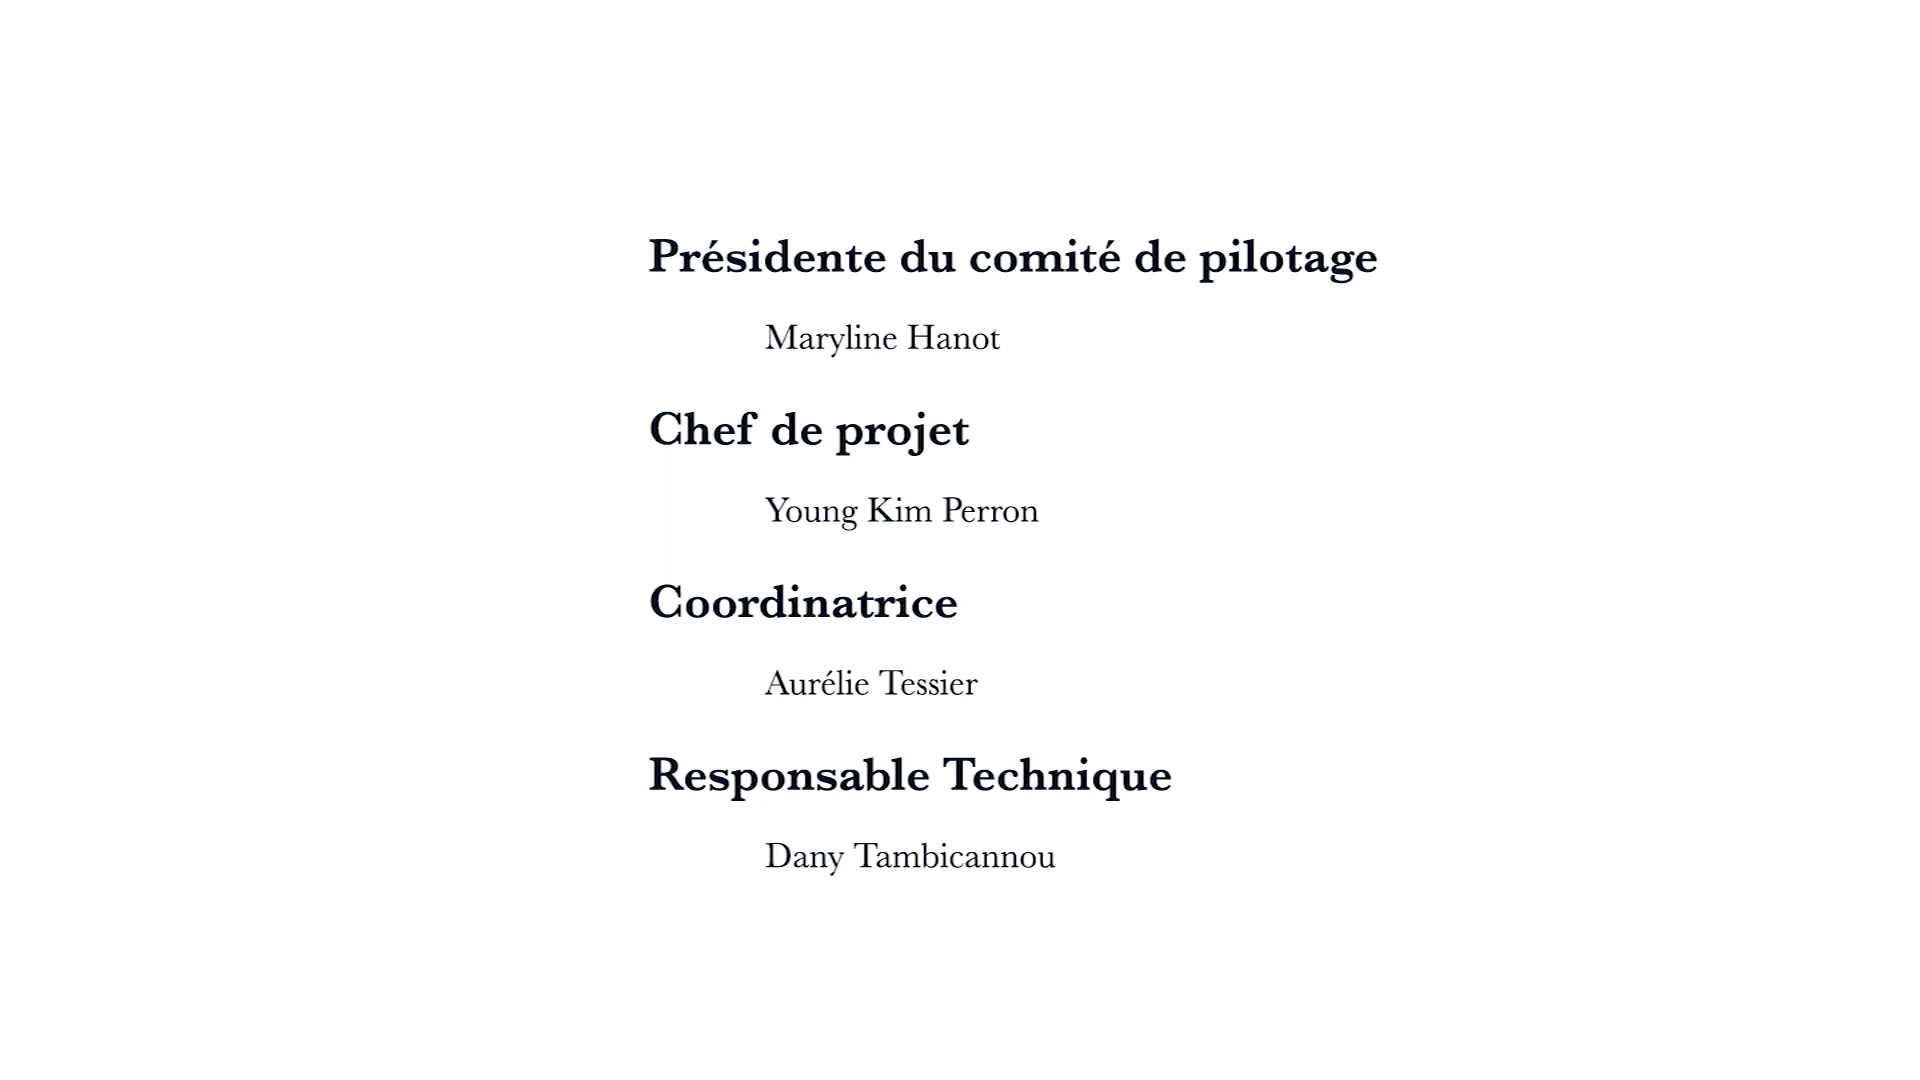 Présidente du comité de pilotage
Maryline Hanot
Chef de projet
Young Kim Perron
Coordinatrice
Aurélie Tessier
Responsable Technique
Dany Tambicannou